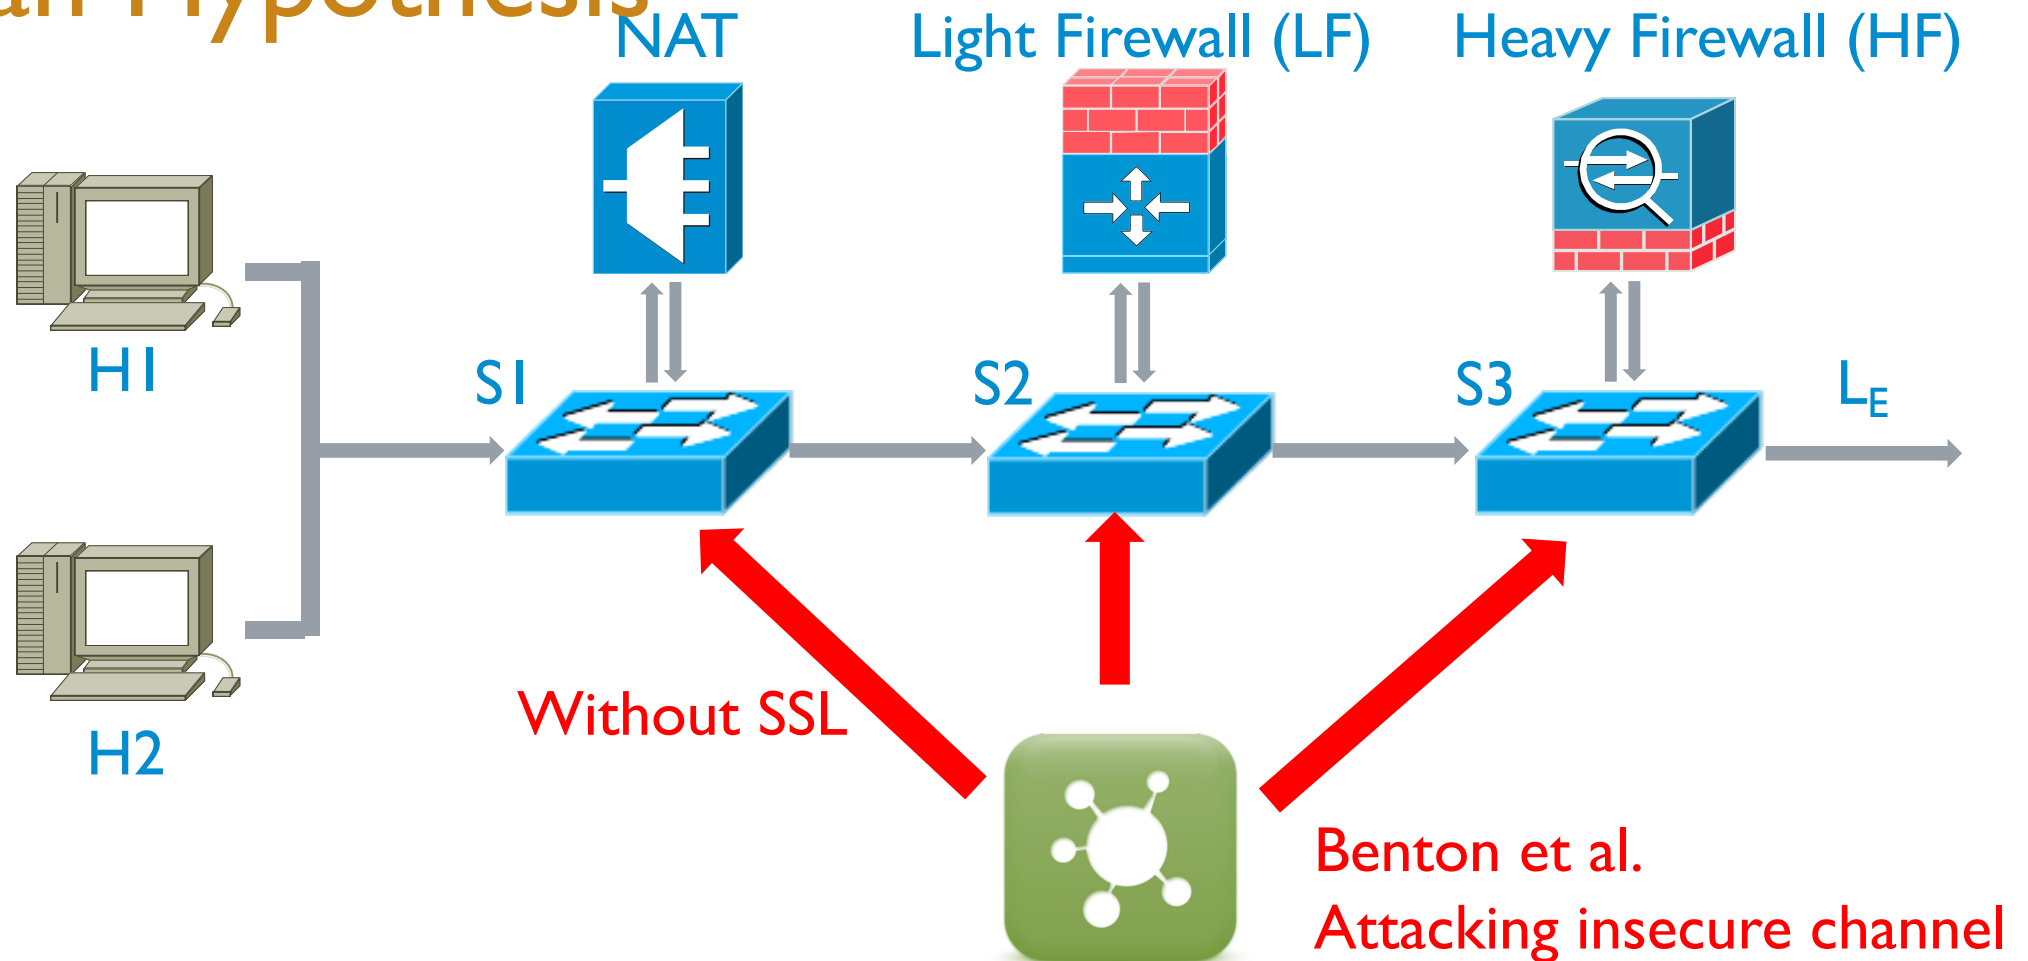 Hypothesis
NAT
Light Firewall (LF)
Heavy Firewall (HF)
H1
S1
S2
S3
LE
Without SSL
H2
Benton et al.
Attacking insecure channel